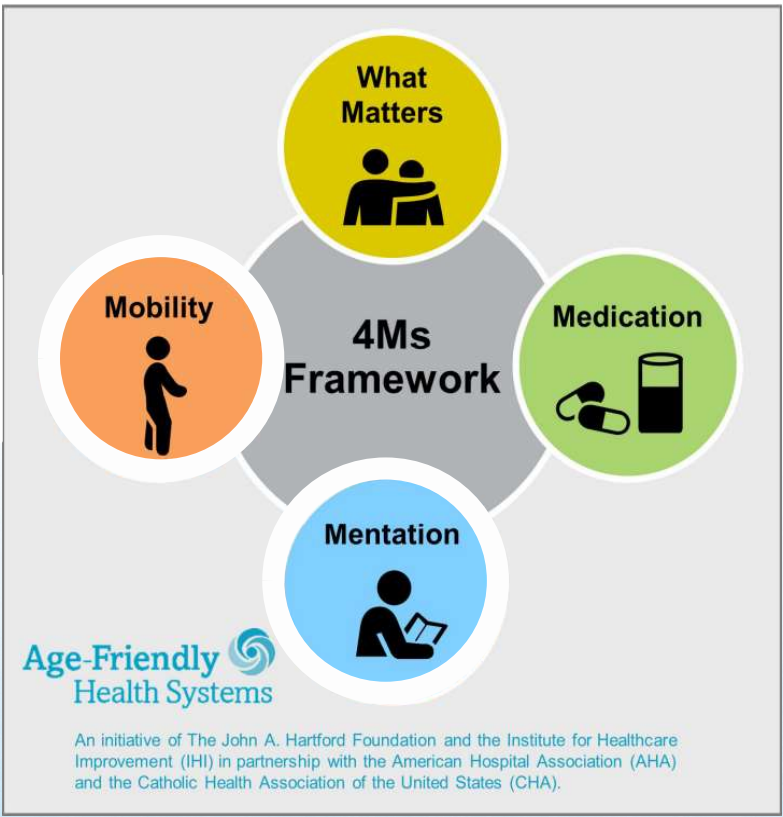 What
Matters
Mobility
4Ms
Framework
Medication
Mentation
Age-Friendly
Health Systems
An initiative of The John A. Hartford Foundation and the Institute for Healthcare
Improvement (IHI) in partnership with the American Hospital Association (AHA)
and the Catholic Health Association of the United States (CHA).